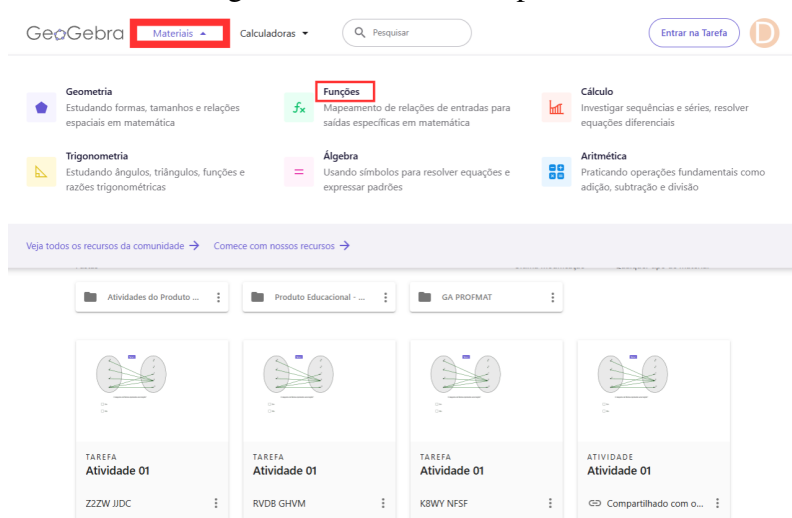 GeoGebra Materiais Calculadoras Pesquisar Entrar na Tarefa D
Geometria
Estudando formas, tamanhos e relações
espaciais em matemática
Funções
Mapeamento de relações de entradas para
saídas específicas em matemática
Cálculo
Investigar sequências e séries, resolver
equações diferenciais
Trigonometria
Estudando ângulos, triângulos, funções e
razões trigonométricas
Álgebra
Usando símbolos para resolver equações e
expressar padrões
Aritmética
Praticando operações fundamentais como
adição, subtração e divisão
Veja todos os recursos da comunidade → Comece com nossos recursos →
Atividades do Produto ...
Produto Educacional - ...
GA PROFMAT
TAREFA
Atividade 01
Z2ZW JJDC
TAREFA
Atividade 01
RVDB GHVM
TAREFA
Atividade 01
K8WY NFSF
ATIVIDADE
Atividade 01
Compartilhado com o...